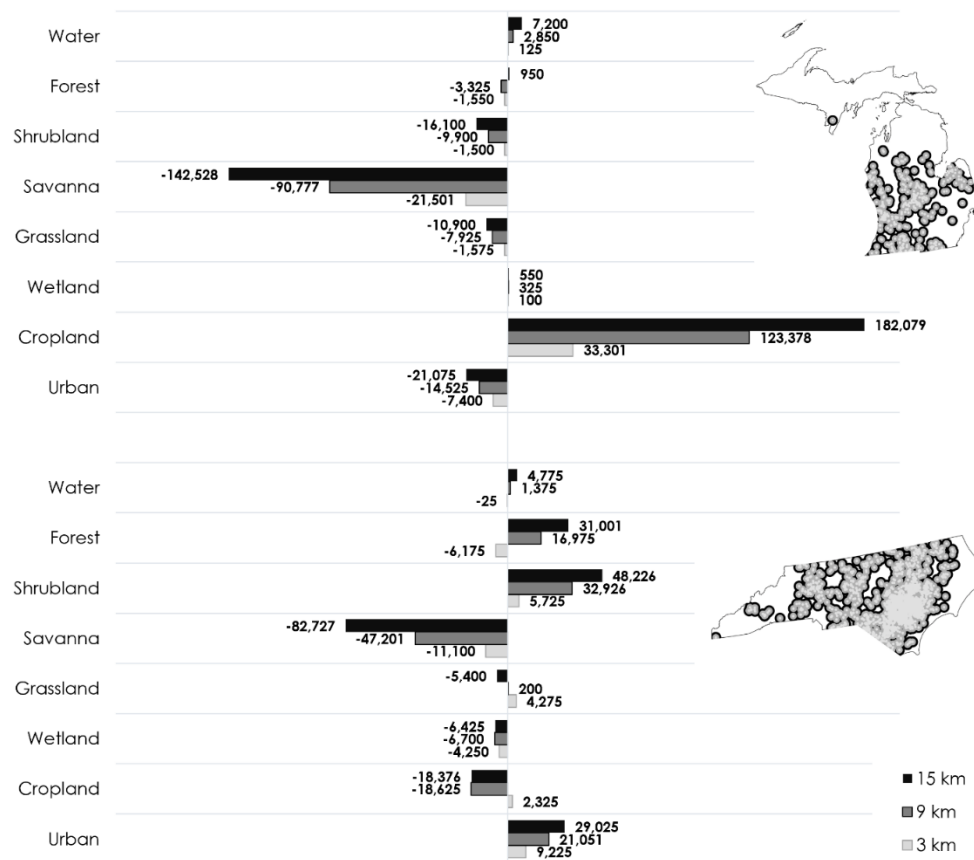 Water 7,200
2,850
125
Forest 950
-3,325
-1,550
Shrubland -16,100
-9,900
-1,500
Savanna -142,528
-90,777
-21,501
Grassland -10,900
-7,925
-1,575
Wetland 550
325
100
Cropland 182,079
123,378
33,301
Urban -21,075
-14,525
-7,400
Water 4,775
1,375
-25
Forest 31,001
16,975
-6,175
Shrubland 48,226
32,926
5,725
Savanna -82,727
-47,201
-11,100
Grassland -5,400
200
4,275
Wetland -6,425
-6,700
-4,250
Cropland -18,376
-18,625
2,325
Urban 29,025
21,051
9,225
15 km
9 km
3 km